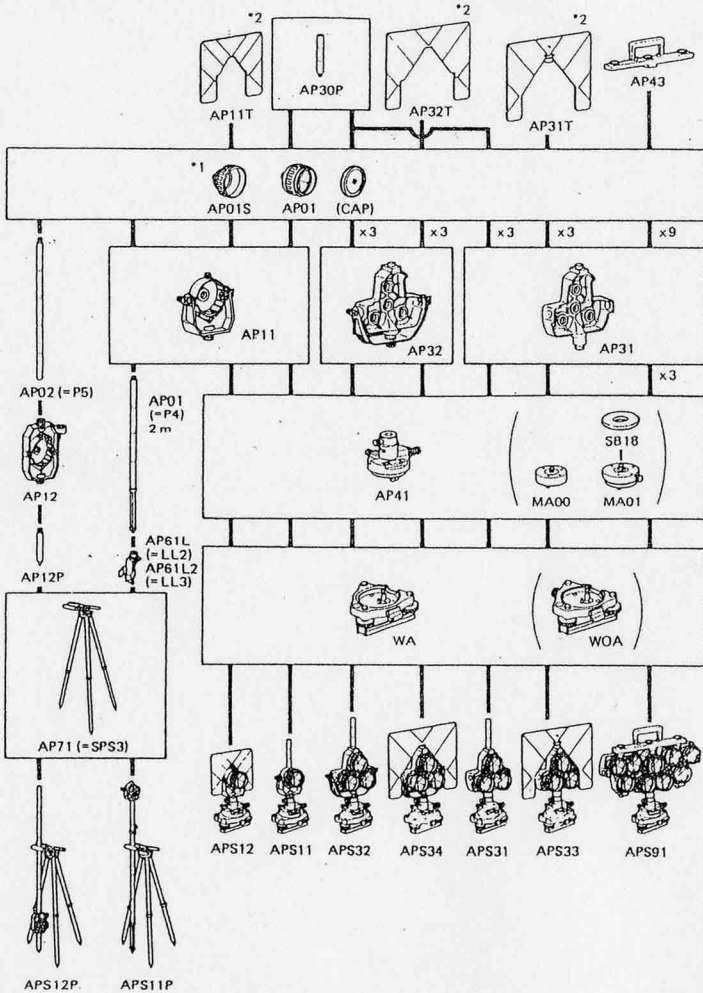 *2
*2
*2
AP11T
AP30P
AP32T
AP31T
AP43
*1
AP01S
AP01
(CAP)
x3
x3
x3
x3
x9
AP11
AP32
AP31
AP02 (=P5)
AP01
(=P4)
2 m
x3
AP12
AP41
SB18
MA00
MA01
AP12P
AP61L
(=LL2)
AP61L2
(=LL3)
WA
WOA
AP71 (=SPS3)
APS12
APS11
APS32
APS34
APS31
APS33
APS91
APS12P
APS11P